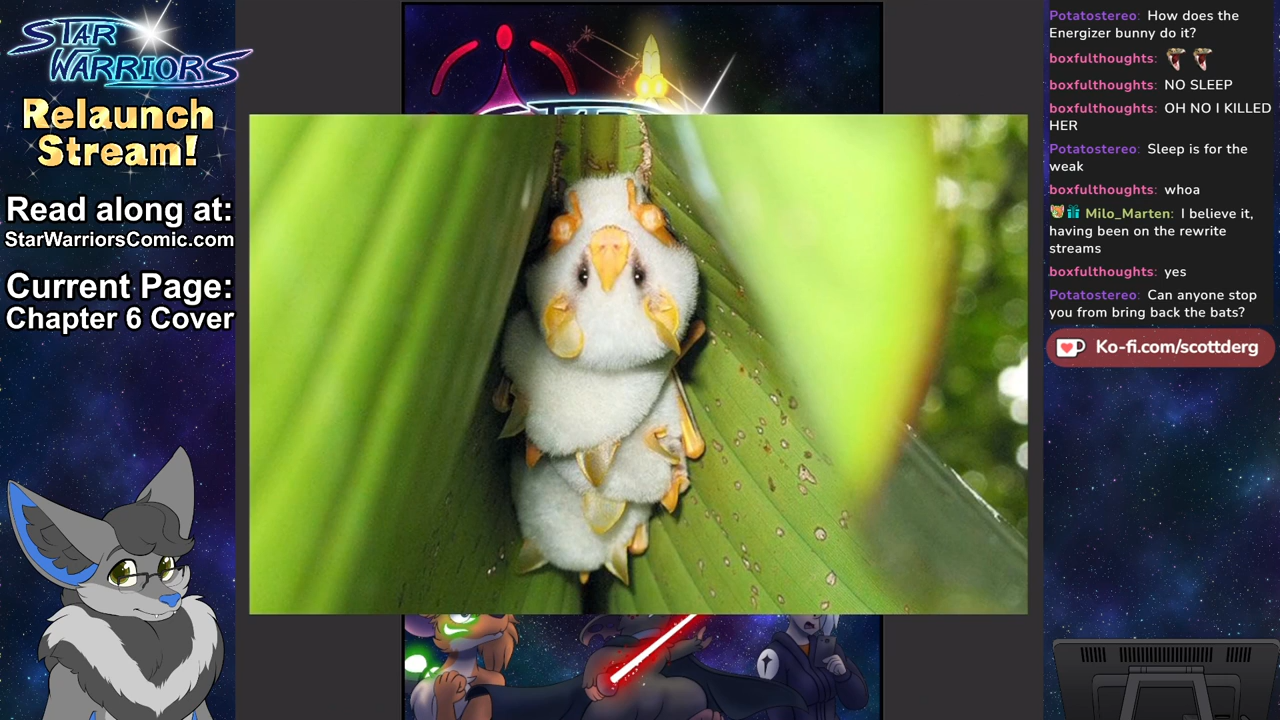 STAR
WARRIORS
Relaunch
Stream!
Read along at:
StarWarriorsComic.com
Current Page:
Chapter 6 Cover
Potatostereo: How does the
Energizer bunny do it?
boxfulthoughts:
boxfulthoughts: NO SLEEP
boxfulthoughts: OH NO I KILLED
HER
Potatostereo: Sleep is for the
weak
boxfulthoughts: whoa
Milo_Marten: I believe it,
having been on the rewrite
streams
boxfulthoughts: yes
Potatostereo: Can anyone stop
you from bring back the bats?
Ko-fi.com/scottderg